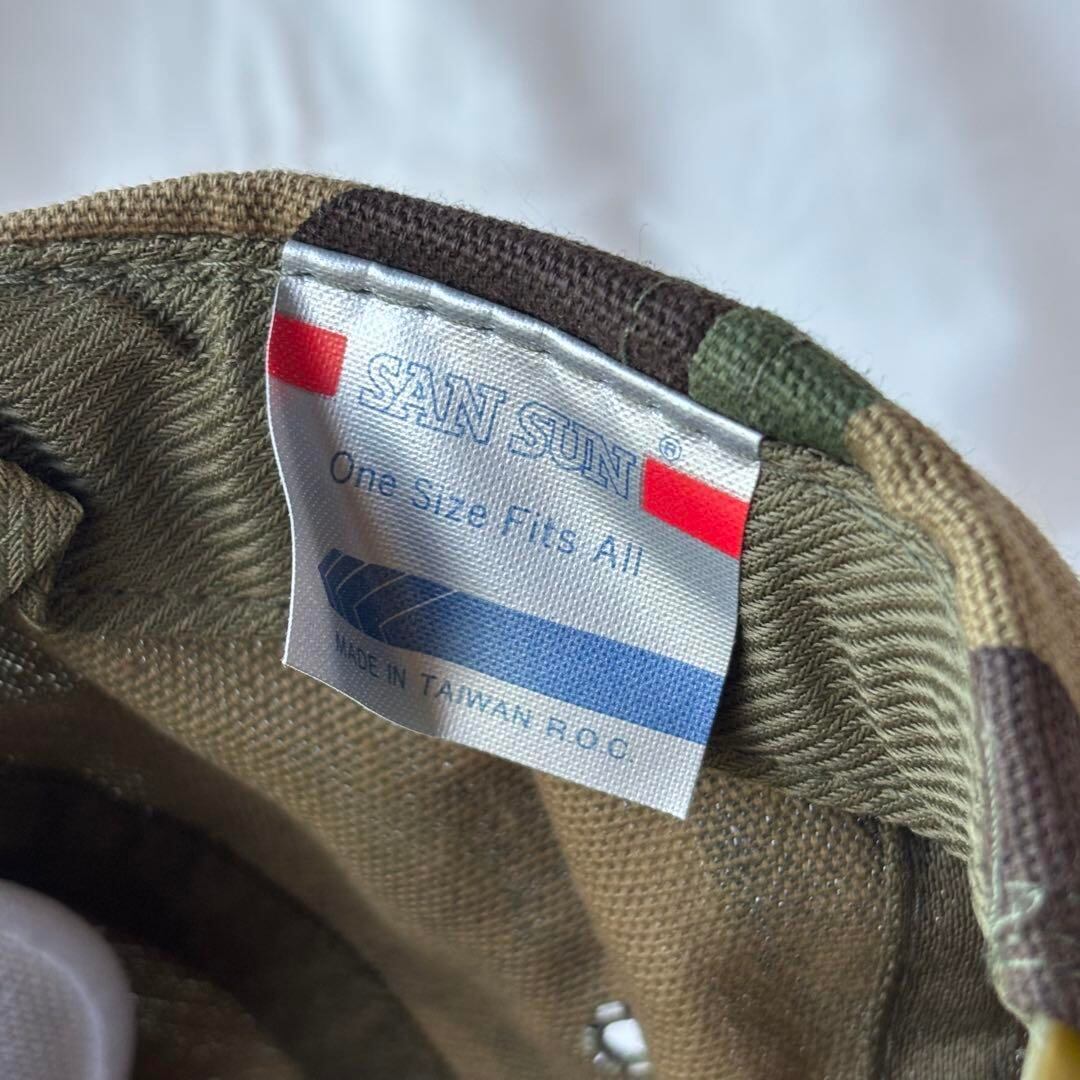 SAN SUN®
One Size Fits All
MADE IN TAIWAN R.O.C.